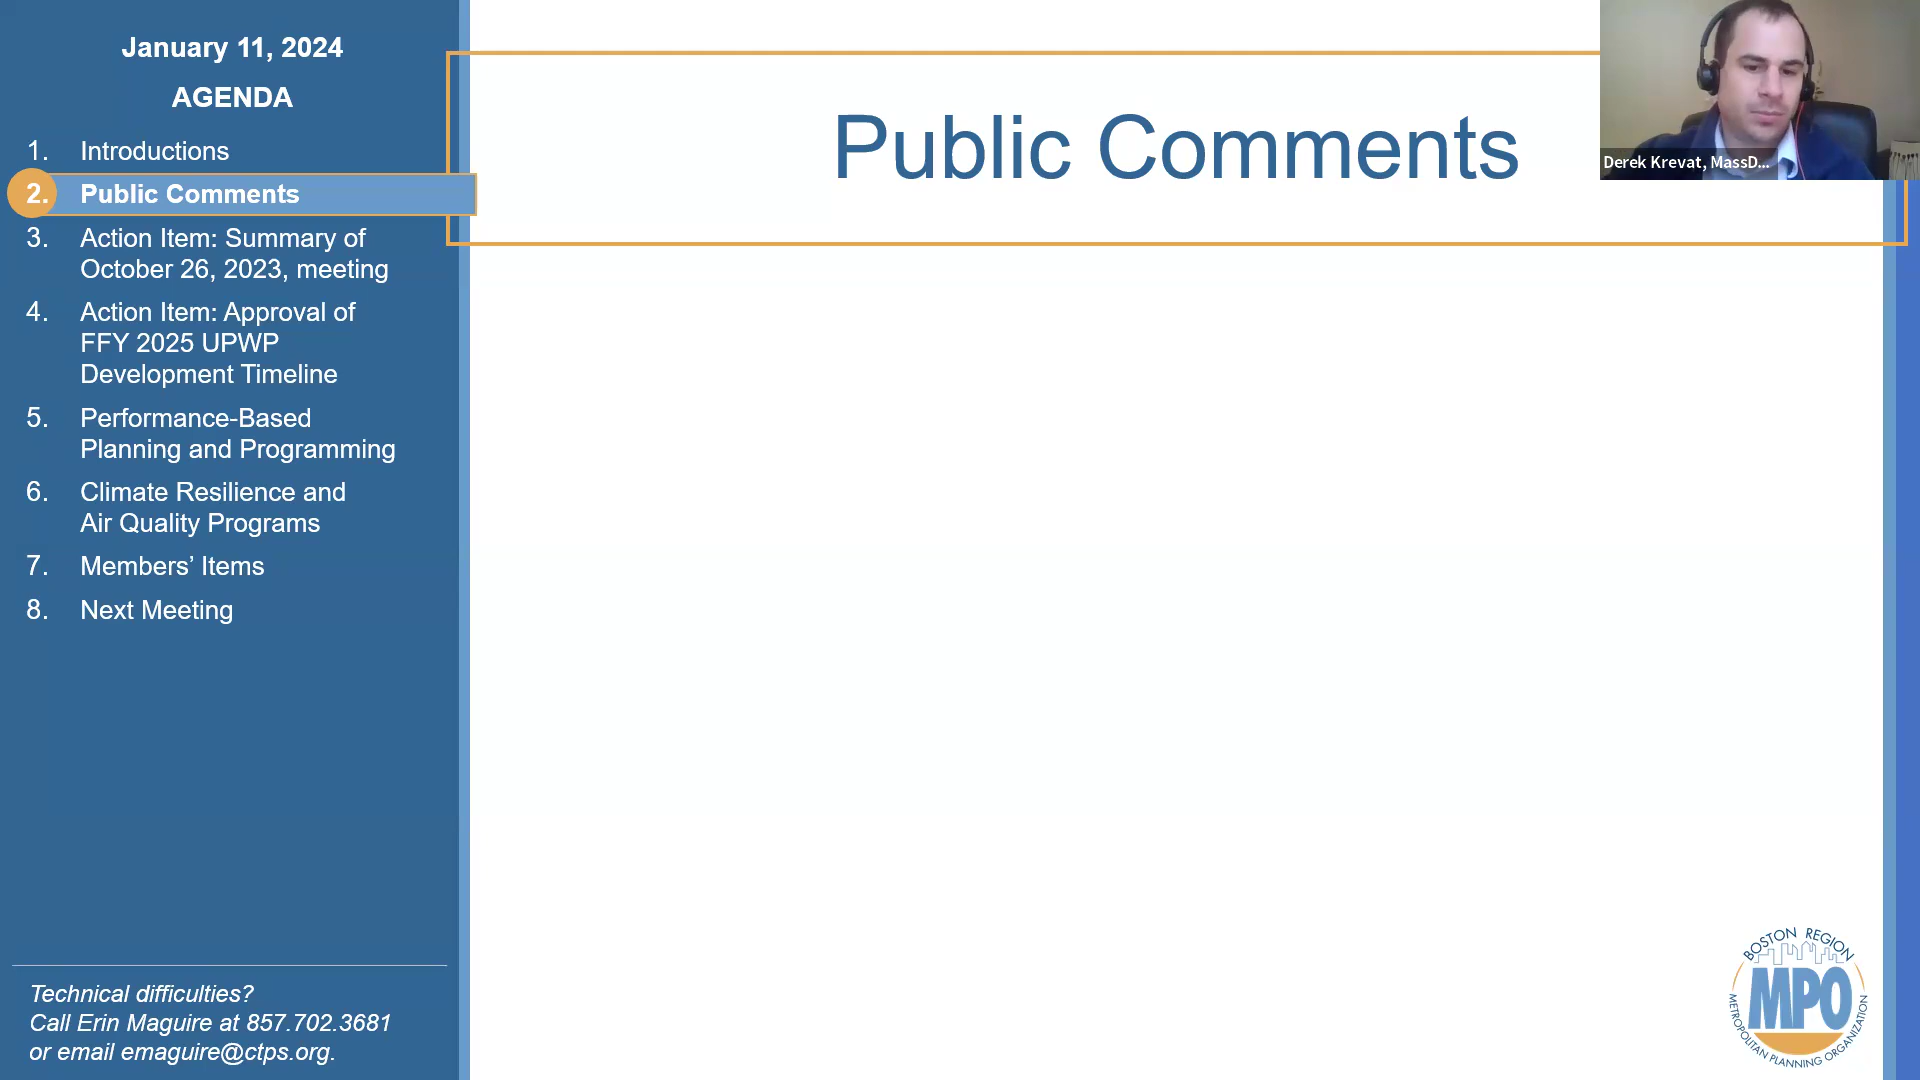 January 11, 2024
AGENDA
1. Introductions
2. Public Comments
3. Action Item: Summary of
October 26, 2023, meeting
4. Action Item: Approval of
FFY 2025 UPWP
Development Timeline
5. Performance-Based
Planning and Programming
6. Climate Resilience and
Air Quality Programs
7. Members’ Items
8. Next Meeting
Technical difficulties?
Call Erin Maguire at 857.702.3681
or email emaguire@ctps.org.
Public Comments
Derek Krevat, MassD...
BOSTON REGION
MPO
METROPOLITAN PLANNING ORGANIZATION